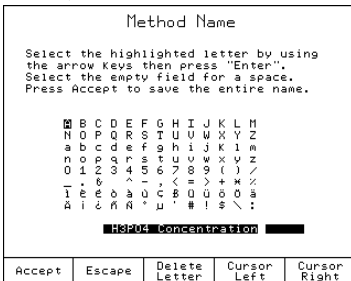 Method Name
Select the highlighted letter by using
the arrow Keys then press "Enter".
Select the empty field for a space.
Press Accept to save the entire name.
A B C D E F G H I J K L M
N O P Q R S T U V W X Y Z
a b c d e f g h i j k l m
n o p q r s t u v w x y z
0 1 2 3 4 5 6 7 8 9 ( ) /
H3PO4 Concentration
Accept
Escape
Delete
Letter
Cursor
Left
Cursor
Right